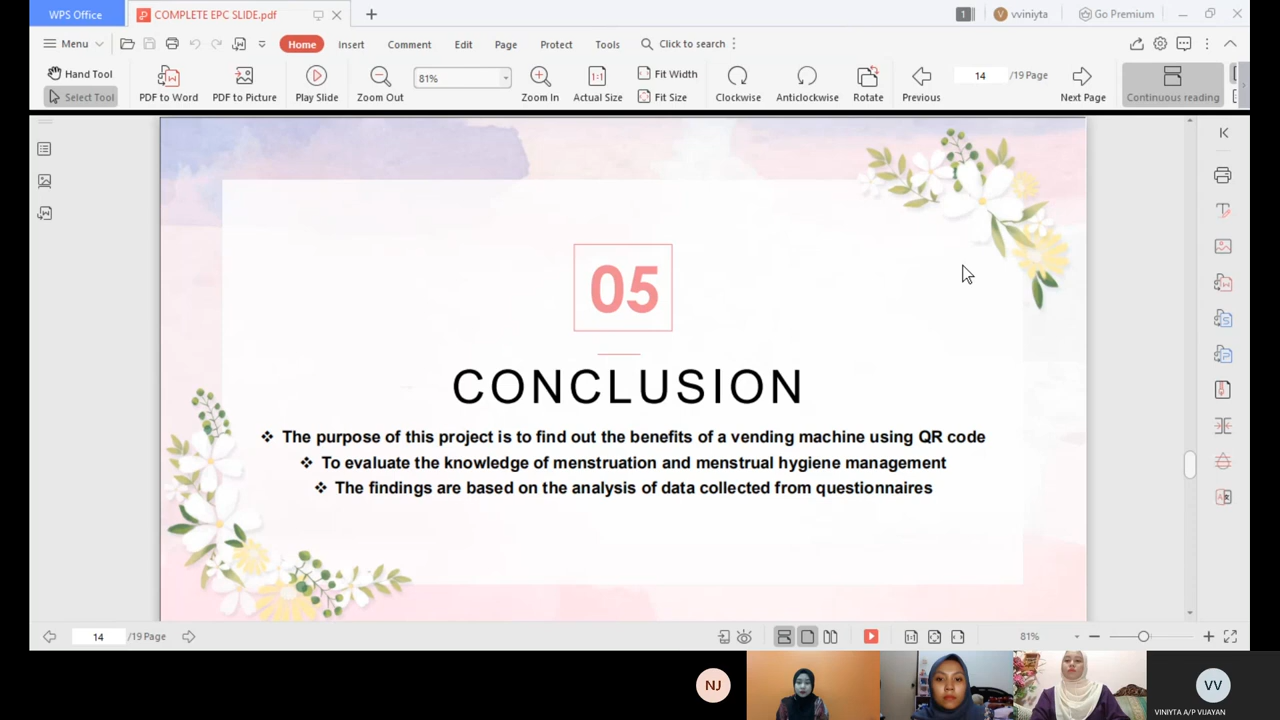 WPS Office
COMPLETE EPC SLIDE.pdf
1
V
vviniyta
Go Premium
Menu
Home
Insert
Comment
Edit
Page
Protect
Tools
Click to search
Hand Tool
Select Tool
PDF to Word
PDF to Picture
Play Slide
Zoom Out
81%
Zoom In
1:1
Actual Size
Fit Width
Fit Size
Clockwise
Anticlockwise
Rotate
Previous
14
/19 Page
Next Page
Continuous reading
05
CONCLUSION
❖ The purpose of this project is to find out the benefits of a vending machine using QR code
❖ To evaluate the knowledge of menstruation and menstrual hygiene management
❖ The findings are based on the analysis of data collected from questionnaires
14
/19 Page
81%
NJ
VV
VINIYTA A/P VIJAYAN